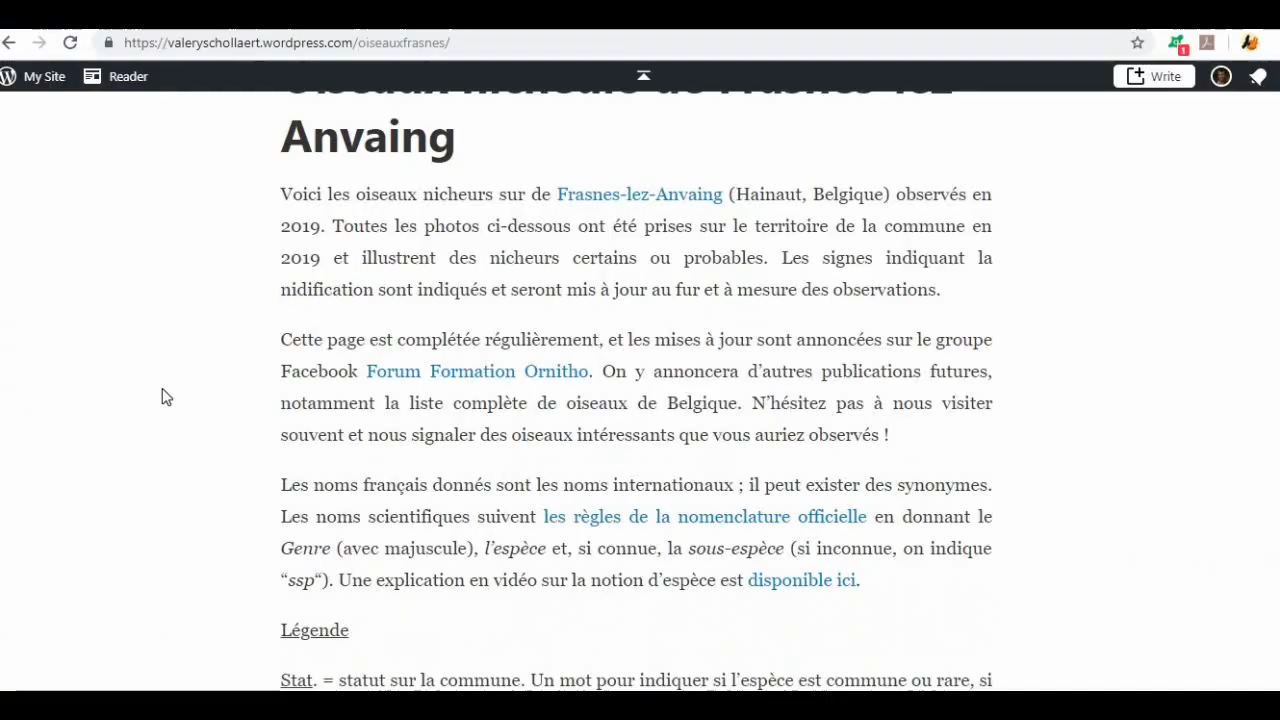 https://valeryschollaert.wordpress.com/oiseauxfrasnes/
1
My Site Reader Write
Oiseaux nicheurs de Frasnes-lez-
Anvaing
Voici les oiseaux nicheurs sur de Frasnes-lez-Anvaing (Hainaut, Belgique) observés en
2019. Toutes les photos ci-dessous ont été prises sur le territoire de la commune en
2019 et illustrent des nicheurs certains ou probables. Les signes indiquant la
nidification sont indiqués et seront mis à jour au fur et à mesure des observations.
Cette page est complétée régulièrement, et les mises à jour sont annoncées sur le groupe
Facebook Forum Formation Ornitho. On y annoncera d’autres publications futures,
notamment la liste complète de oiseaux de Belgique. N’hésitez pas à nous visiter
souvent et nous signaler des oiseaux intéressants que vous auriez observés !
Les noms français donnés sont les noms internationaux ; il peut exister des synonymes.
Les noms scientifiques suivent les règles de la nomenclature officielle en donnant le
Genre (avec majuscule), l’espèce et, si connue, la sous-espèce (si inconnue, on indique
“ssp“). Une explication en vidéo sur la notion d’espèce est disponible ici.
Légende
Stat. = statut sur la commune. Un mot pour indiquer si l’espèce est commune ou rare, si